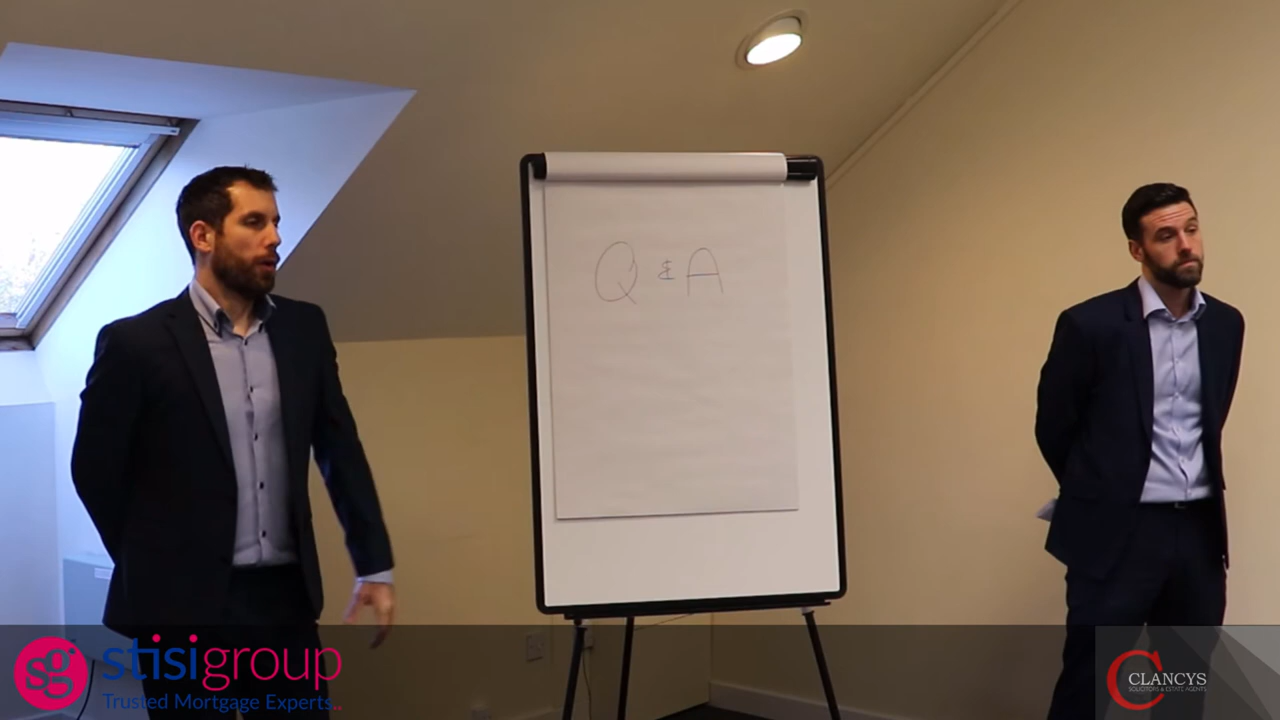 Q & A
sg stisigroup
Trusted Mortgage Experts..
CLANCYS
SOLICITORS & ESTATE AGENTS